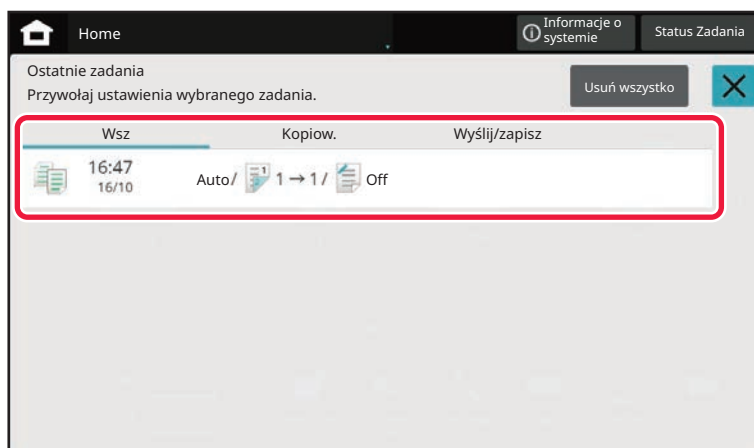 Home
Informacje o
systemie
Status Zadania
Ostatnie zadania
Przywołaj ustawienia wybranego zadania.
Usuń wszystko
Wsz Kopiow. Wyślij/zapisz
16:47
16/10
Auto/ 1 1→1/ Off